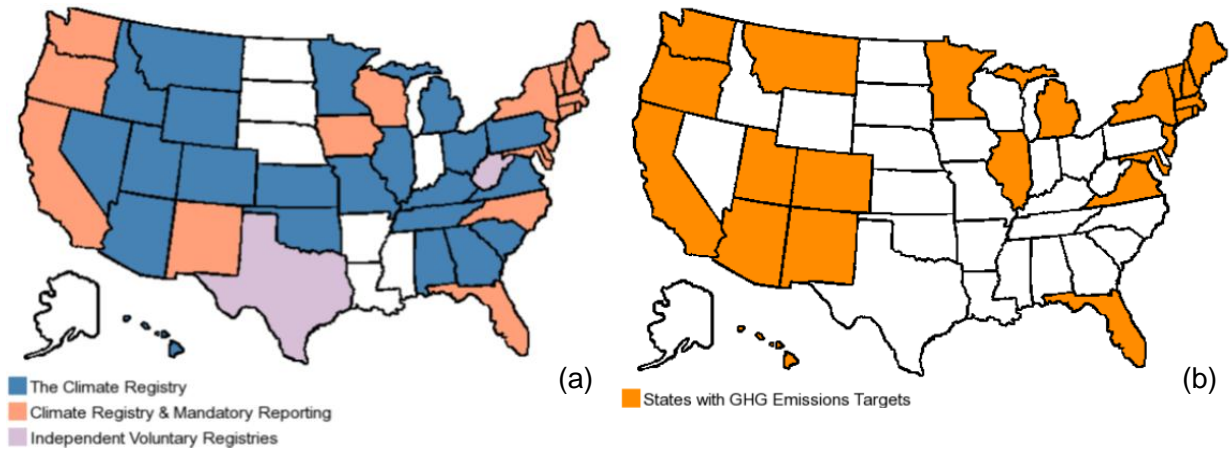 (a)
The Climate Registry
Climate Registry & Mandatory Reporting
Independent Voluntary Registries
(b)
States with GHG Emissions Targets